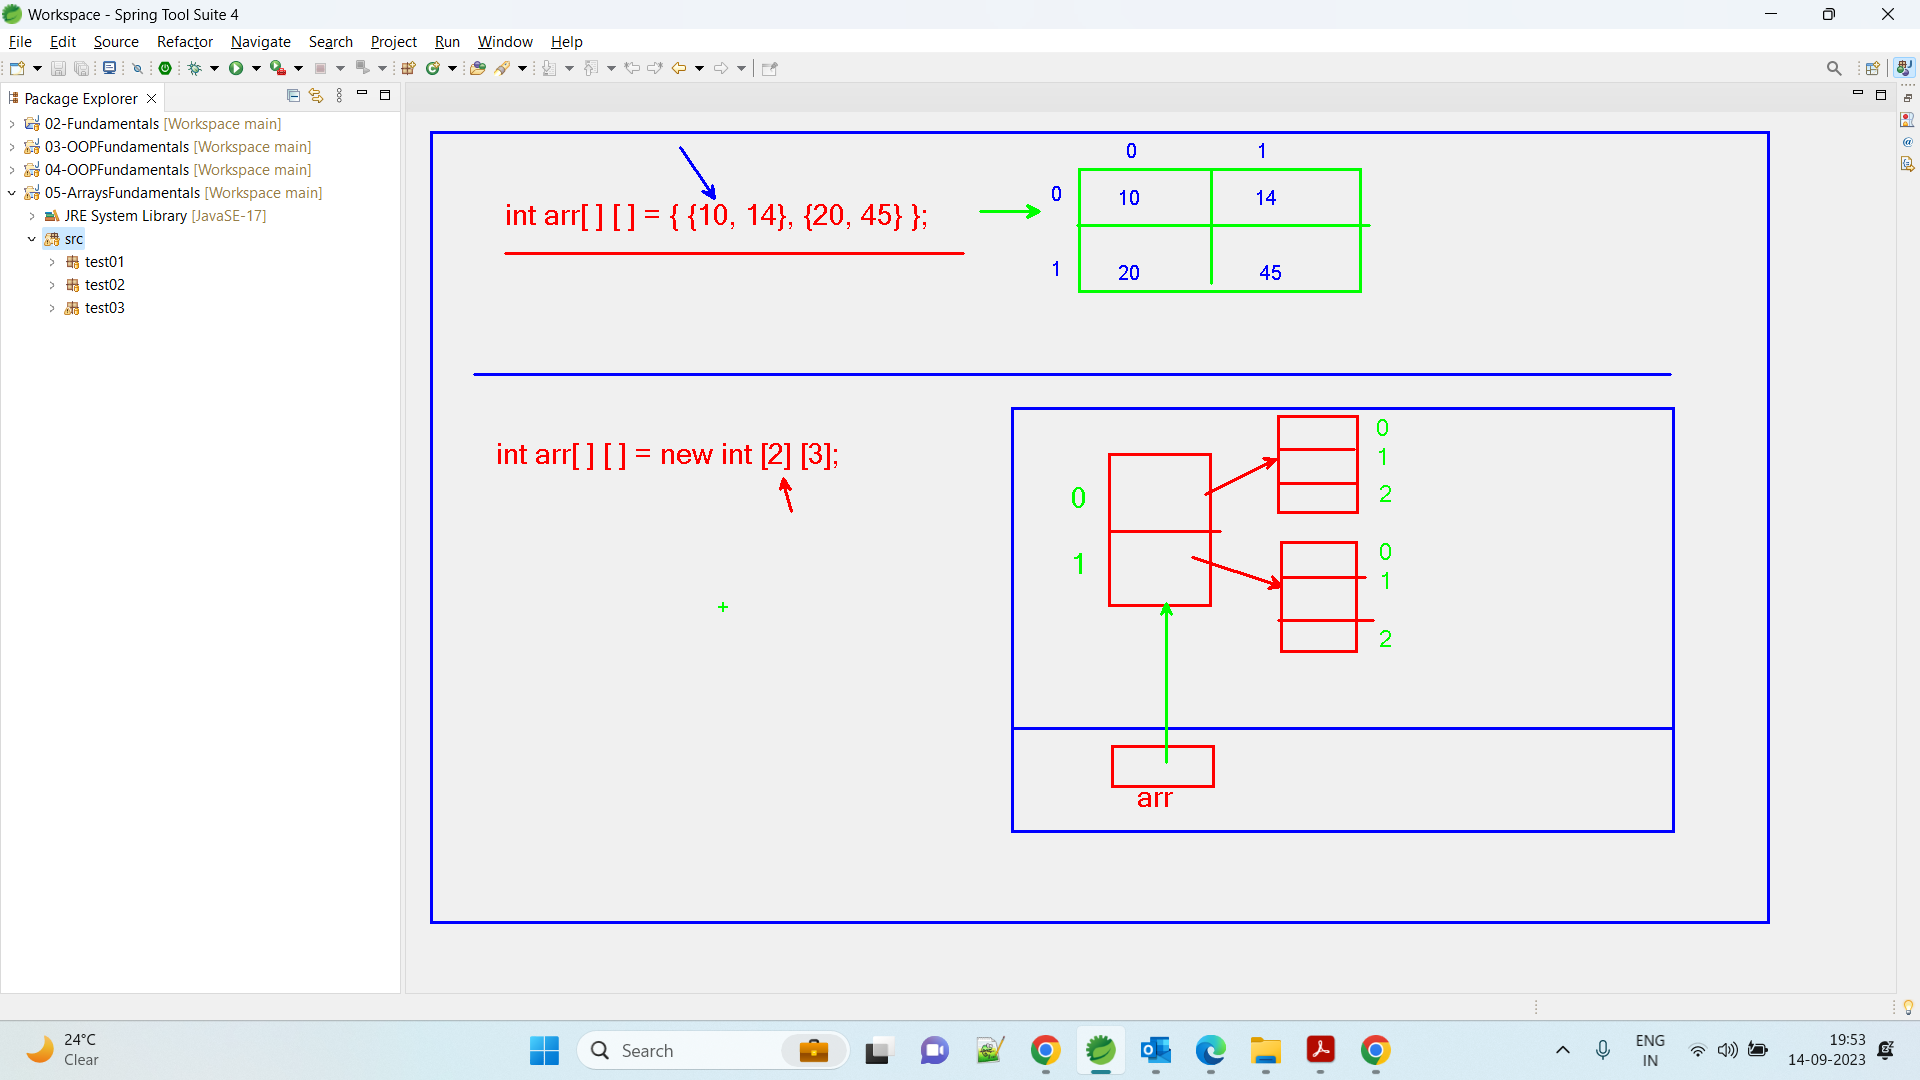 Workspace - Spring Tool Suite 4
File Edit Source Refactor Navigate Search Project Run Window Help
Package Explorer
02-Fundamentals [Workspace main]
03-OOPFundamentals [Workspace main]
04-OOPFundamentals [Workspace main]
05-ArraysFundamentals [Workspace main]
JRE System Library [JavaSE-17]
src
test01
test02
test03
0 1
int arr[ ] [ ] = { {10, 14}, {20, 45} };
0 10 14
1 20 45
int arr[ ] [ ] = new int [2] [3];
0
1
0
1
2
0
1
2
arr
24°C
Clear
Search
ENG
IN
19:53
14-09-2023